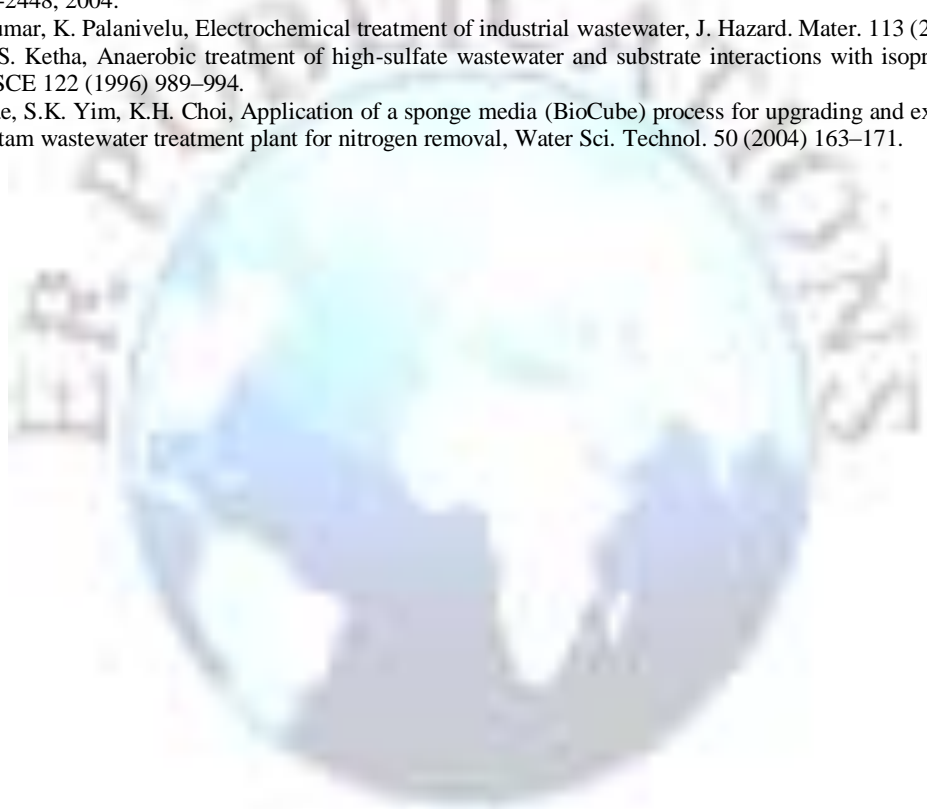 -2448, 2004.
umar, K. Palanivelu, Electrochemical treatment of industrial wastewater, J. Hazard. Mater. 113 (2
S. Ketha, Anaerobic treatment of high-sulfate wastewater and substrate interactions with isopr
SCE 122 (1996) 989–994.
e, S.K. Yim, K.H. Choi, Application of a sponge media (BioCube) process for upgrading and ex
tam wastewater treatment plant for nitrogen removal, Water Sci. Technol. 50 (2004) 163–171.
ER PUBLICATIONS